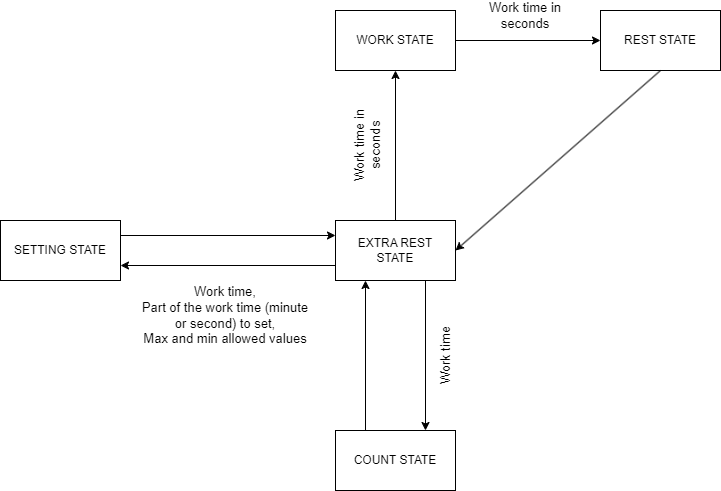 Work time in
seconds
WORK STATE
REST STATE
Work time in
seconds
SETTING STATE
EXTRA REST
STATE
Work time,
Part of the work time (minute
or second) to set,
Max and min allowed values
Work time
COUNT STATE